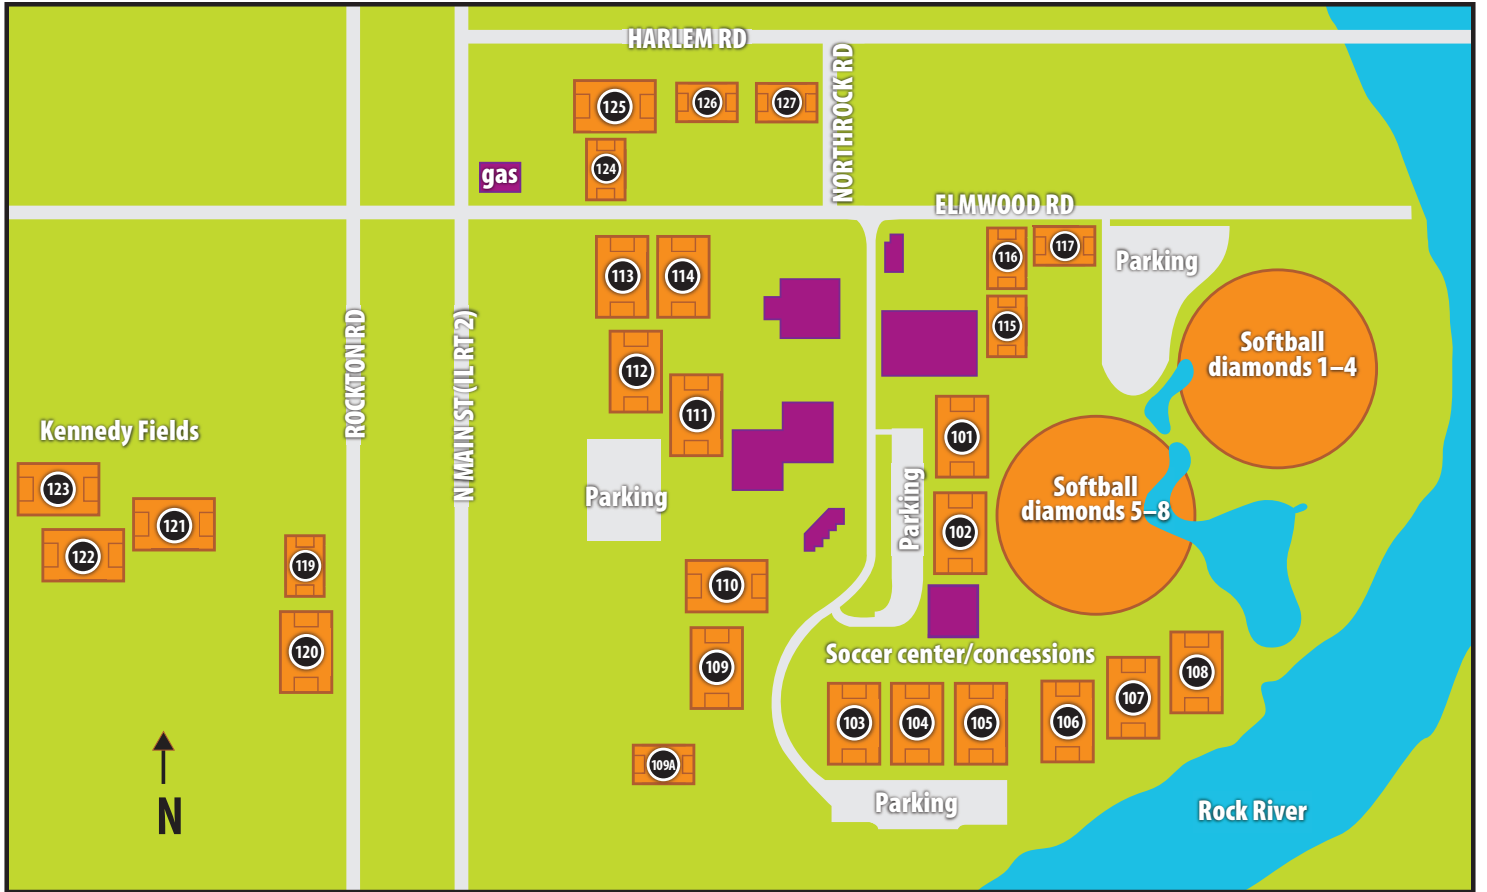 HARLEM RD
NORTHROCK RD
125
126
127
124
gas
ELMWOOD RD
113
114
116
117
Parking
115
Softball
diamonds 1–4
ROCKTON RD
N MAIN ST (IL RT 2)
112
111
101
Kennedy Fields
123
121
122
Parking
Parking
102
Softball
diamonds 5–8
119
120
110
109
109A
Soccer center/concessions
103
104
105
106
107
108
Parking
Rock River
N